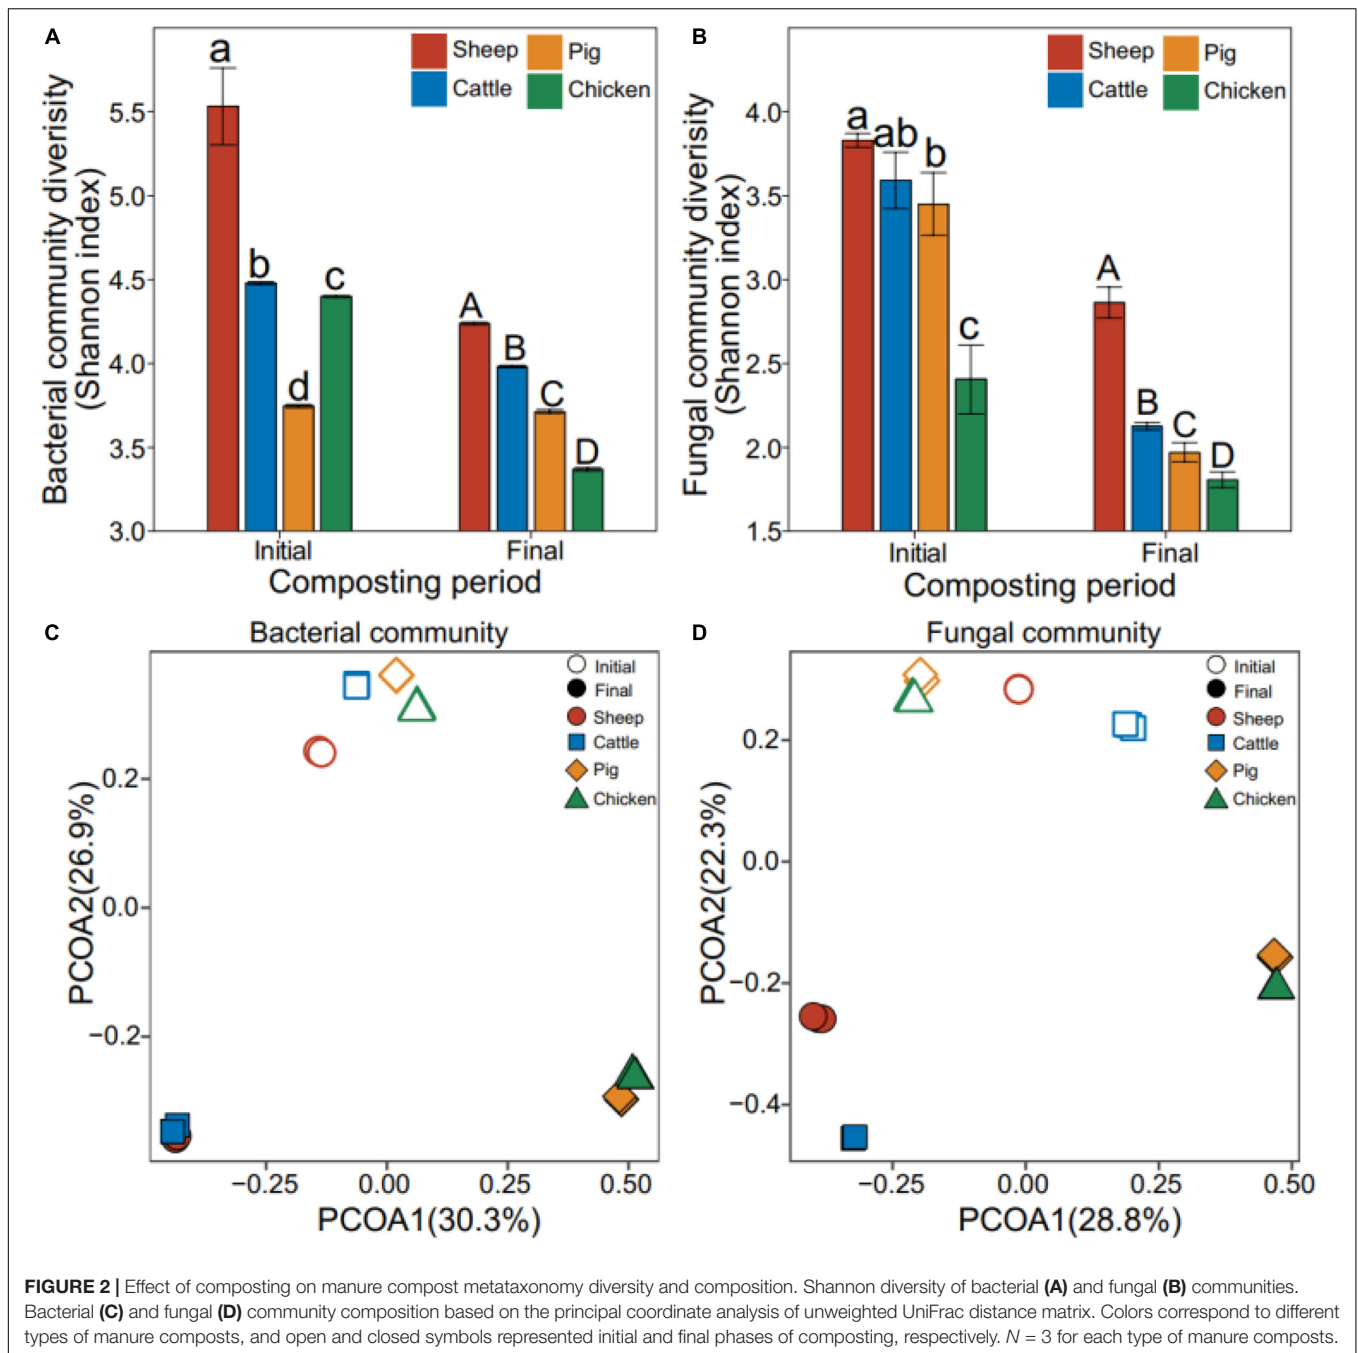 A
Bacterial community diverisity
(Shannon index)
5.5
5.0
4.5
4.0
3.5
3.0
Sheep
Pig
Cattle
Chicken
a
b
d
c
A
B
C
D
Initial
Final
Composting period
B
Fungal community diverisity
(Shannon index)
4.0
3.5
3.0
2.5
2.0
1.5
Sheep
Pig
Cattle
Chicken
a
ab
b
c
A
B
C
D
Initial
Final
Composting period
C
Bacterial community
PCOA2(26.9%)
0.2
0.0
−0.2
Initial
Final
Sheep
Cattle
Pig
Chicken
−0.25
0.00
0.25
0.50
PCOA1(30.3%)
D
Fungal community
PCOA2(22.3%)
0.2
0.0
−0.2
−0.4
Initial
Final
Sheep
Cattle
Pig
Chicken
−0.25
0.00
0.25
0.50
PCOA1(28.8%)
FIGURE 2 | Effect of composting on manure compost metataxonomy diversity and composition. Shannon diversity of bacterial (A) and fungal (B) communities.
Bacterial (C) and fungal (D) community composition based on the principal coordinate analysis of unweighted UniFrac distance matrix. Colors correspond to different
types of manure composts, and open and closed symbols represented initial and final phases of composting, respectively. N = 3 for each type of manure composts.